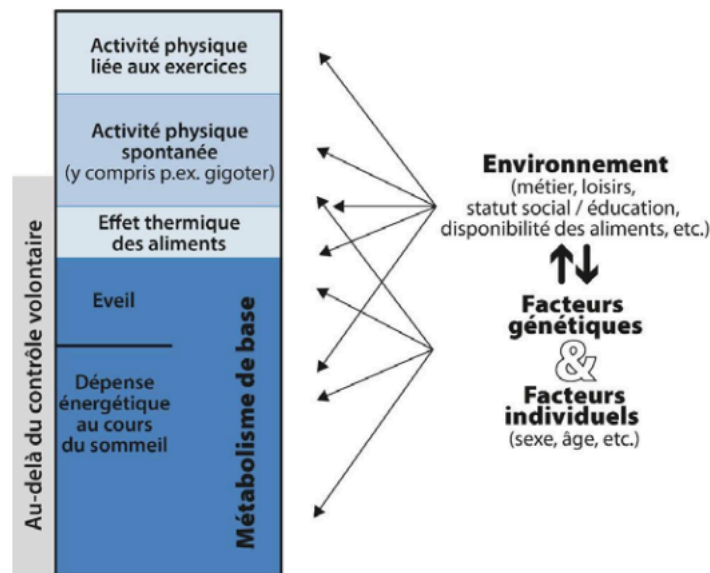 Activité physique
liée aux exercices
Activité physique
spontanée
(y compris p.ex. gigoter)
Effet thermique
des aliments
Eveil
Dépense
énergétique
au cours
du sommeil
Métabolisme de base
Au-delà du contrôle volontaire
Environnement
(métier, loisirs,
statut social / éducation,
disponibilité des aliments, etc.)
Facteurs
génétiques
&
Facteurs
individuels
(sexe, âge, etc.)